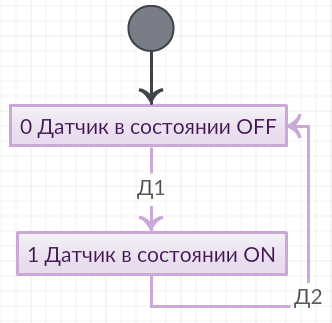 0 Датчик в состоянии OFF
Д1
1 Датчик в состоянии ON
Д2